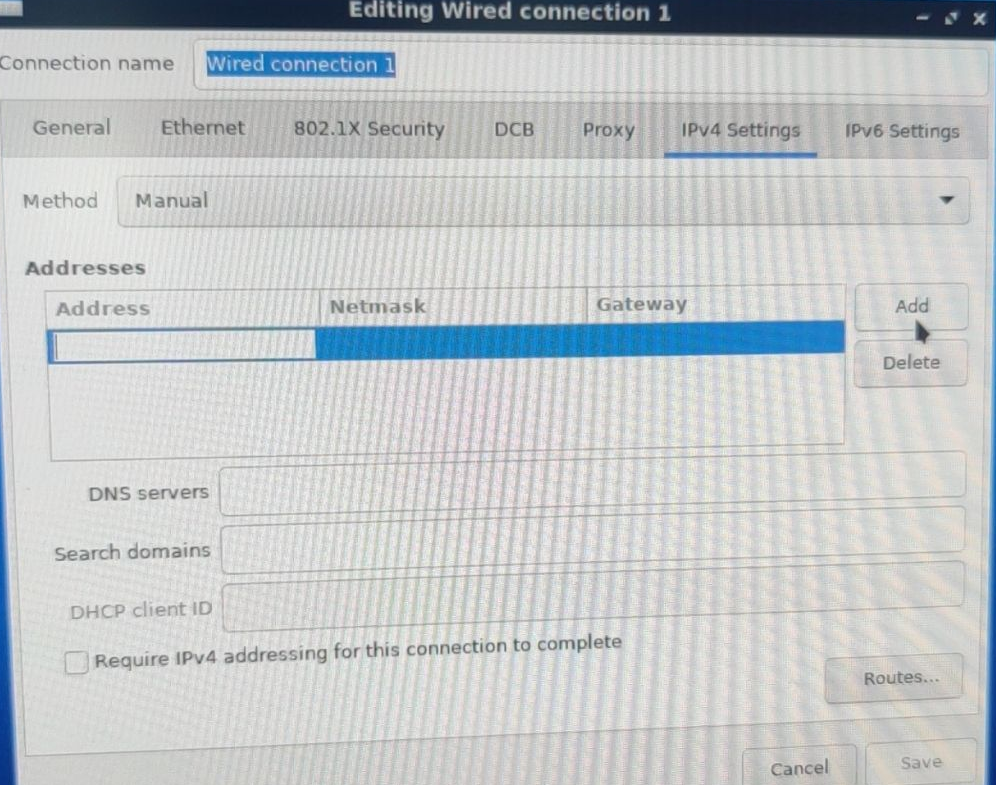 Editing Wired connection 1
Connection name Wired connection 1
General Ethernet 802.1X Security DCB Proxy IPv4 Settings IPv6 Settings
Method Manual
Addresses
Address Netmask Gateway Add
Delete
DNS servers
Search domains
DHCP client ID
Require IPv4 addressing for this connection to complete
Routes...
Cancel Save